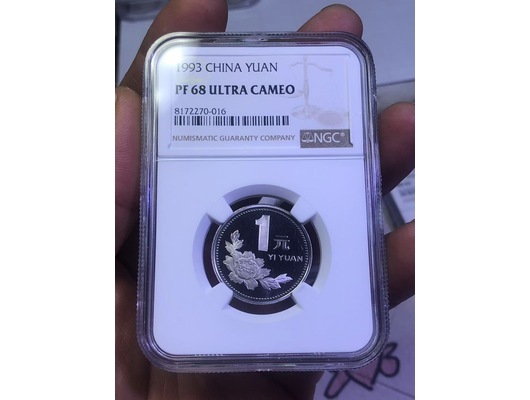 1993 CHINA YUAN
PF 68 ULTRA CAMEO
8172270-016
NUMISMATIC GUARANTY COMPANY
NGC®
1元
YI YUAN